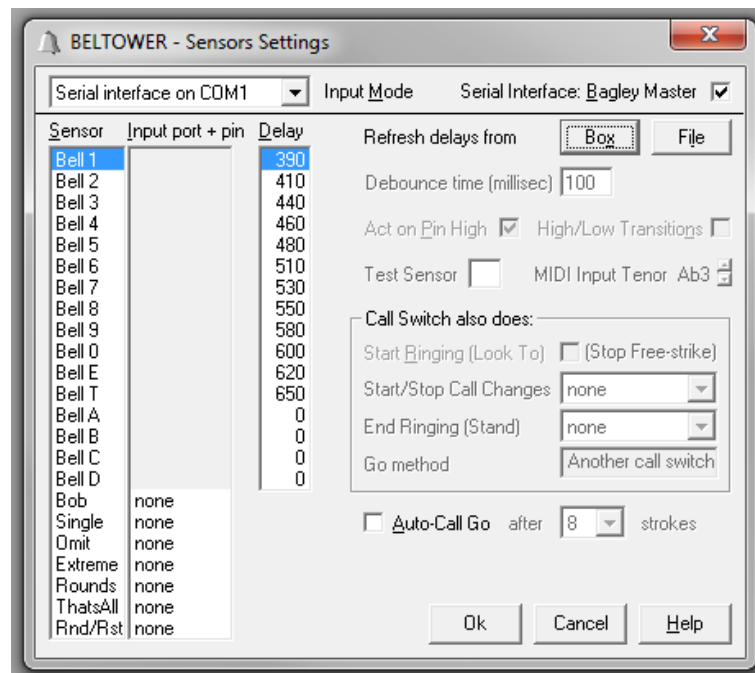 BELTOWER - Sensors Settings
Serial interface on COM1 Input Mode Serial Interface: Bagley Master
Sensor Input port + pin Delay Refresh delays from Box File
Bell 1 390
Bell 2 410
Bell 3 440
Bell 4 460
Bell 5 480
Bell 6 510
Bell 7 530
Bell 8 550
Bell 9 580
Bell 0 600
Bell E 620
Bell T 650
Bell A 0
Bell B 0
Bell C 0
Bell D 0
Bob none
Single none
Omit none
Extreme none
Rounds none
ThatsAll none
Rnd/Rst none
Debounce time (millisec) 100
Act on Pin High High/Low Transitions
Test Sensor MIDI Input Tenor Ab3
Call Switch also does:
Start Ringing (Look To) (Stop Free-strike)
Start/Stop Call Changes none
End Ringing (Stand) none
Go method Another call switch
Auto-Call Go after 8 strokes
Ok Cancel Help